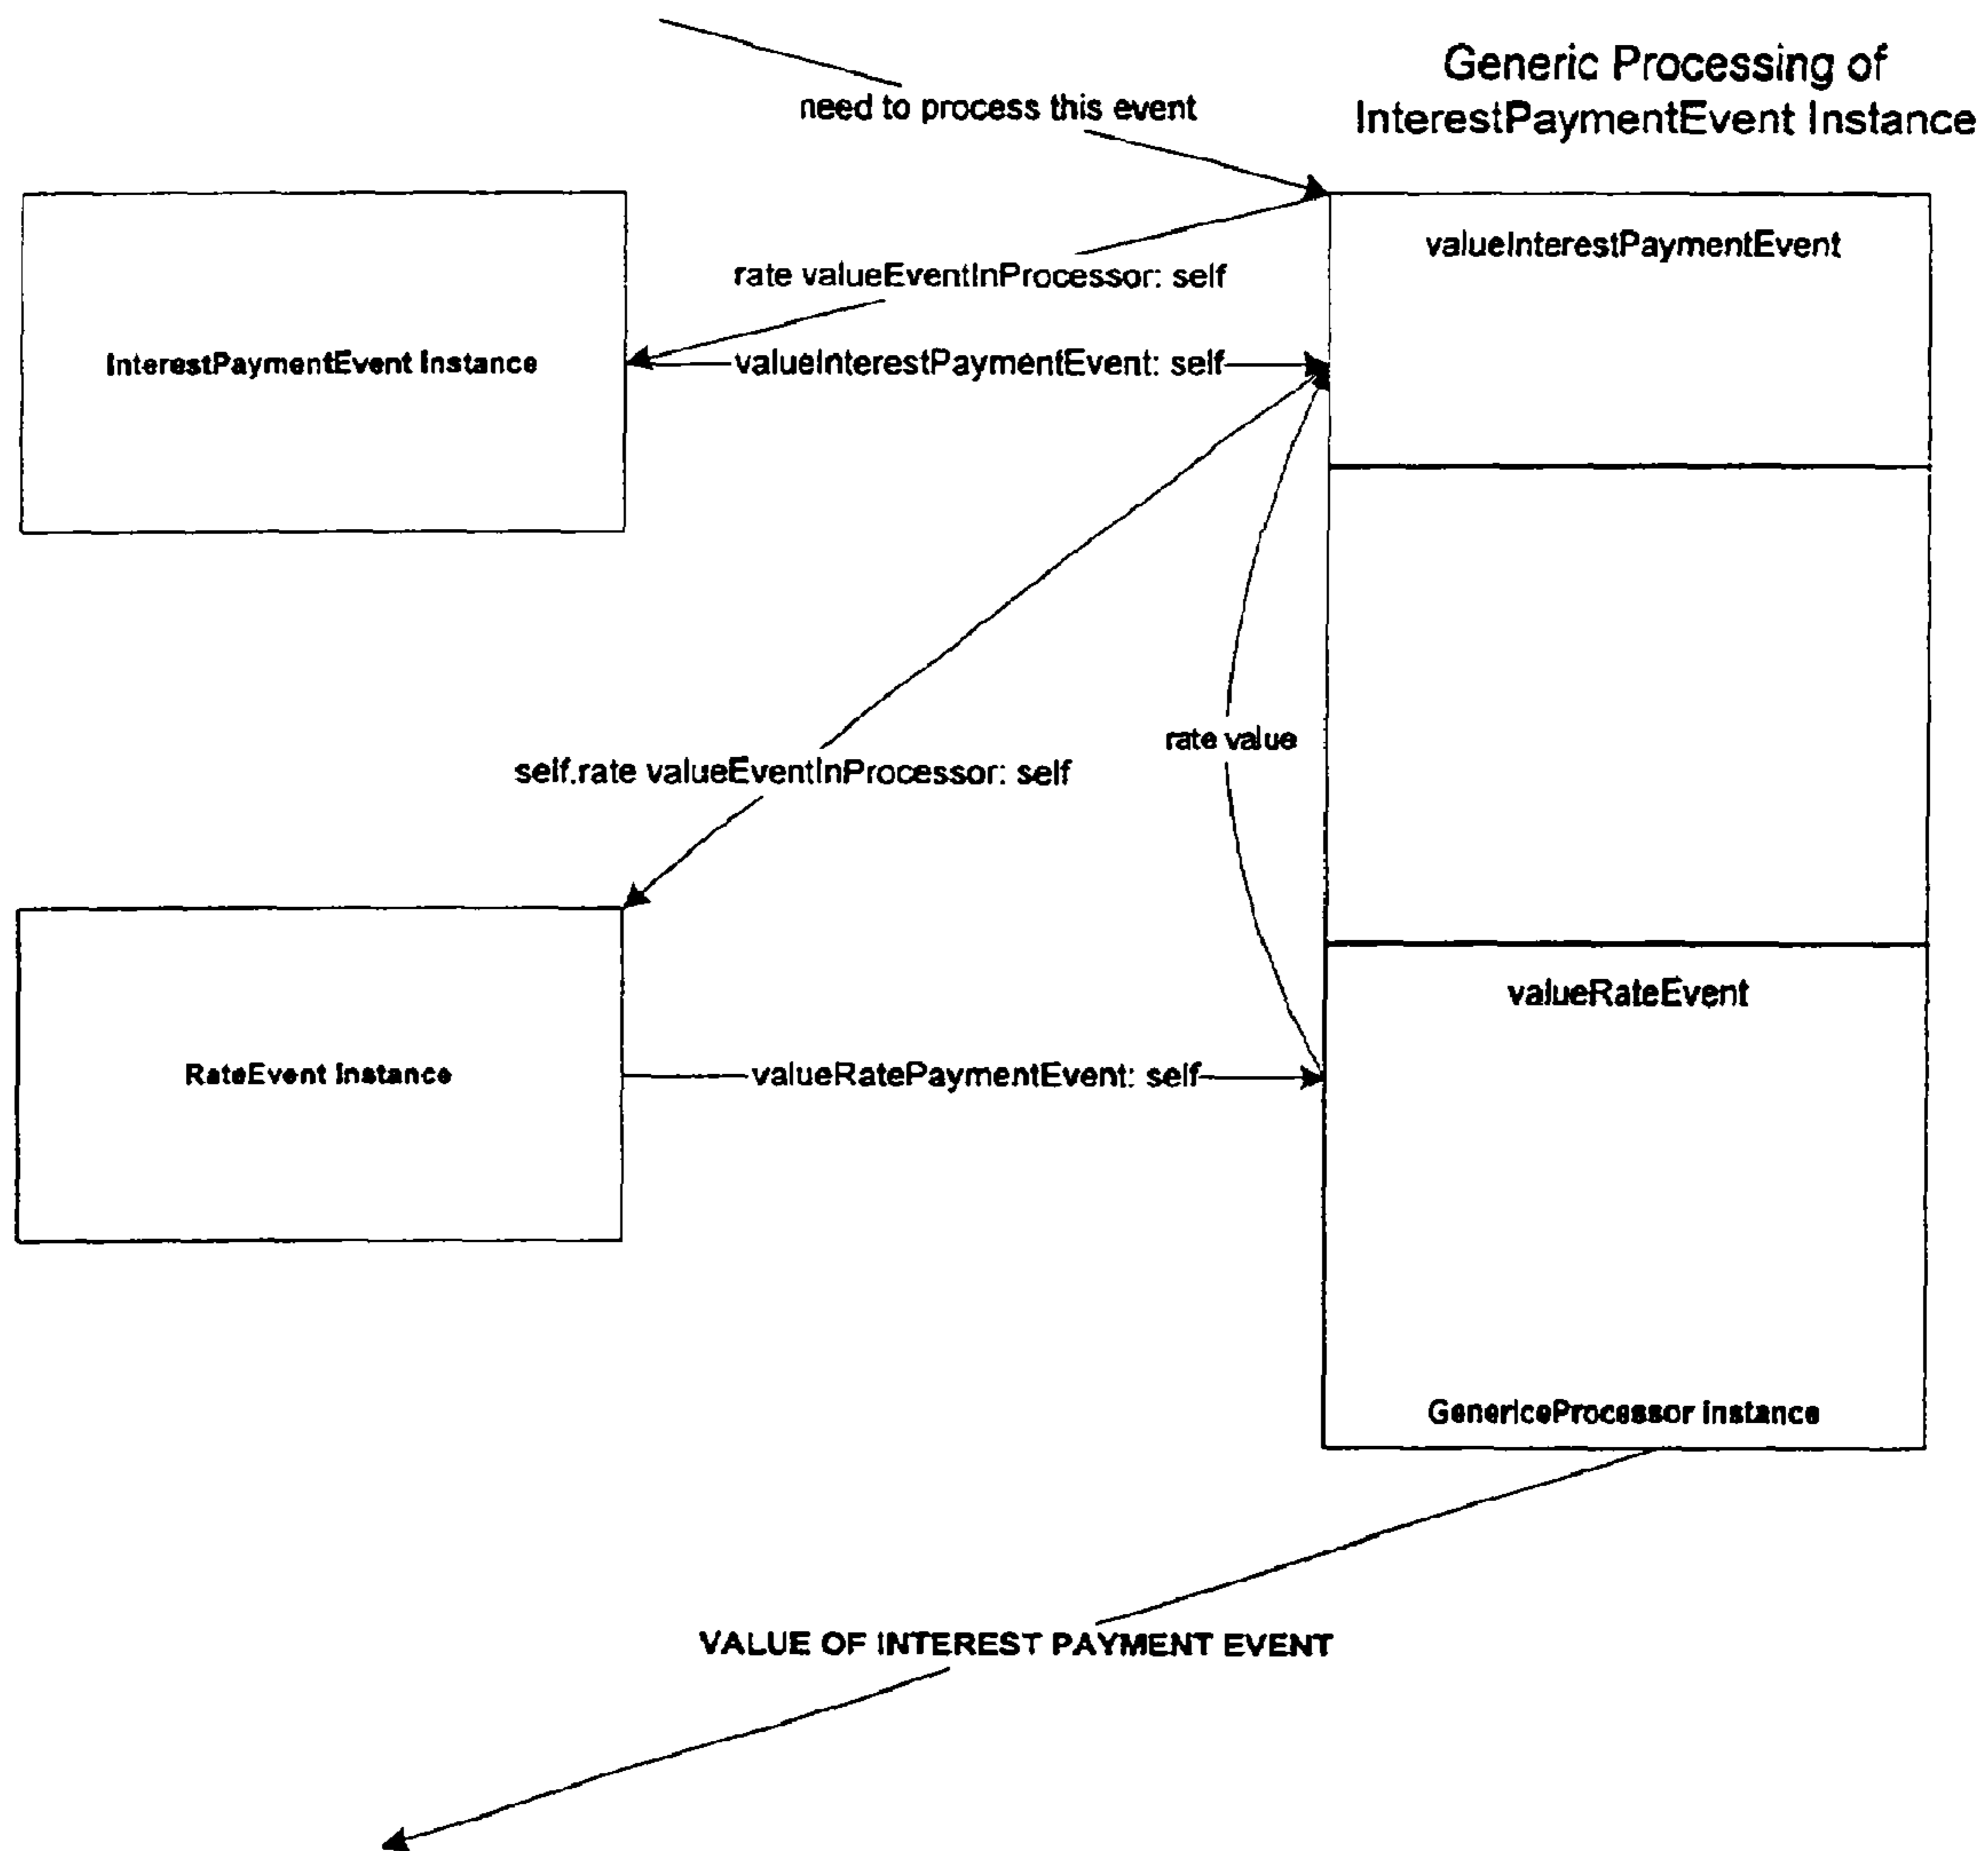 Generic Processing of
InterestPaymentEvent Instance
need to process this event
valueInterestPaymentEvent
rate valueEventInProcessor: self
InterestPaymentEvent Instance
valueInterestPaymentEvent: self
rate value
self.rate valueEventInProcessor: self
valueRateEvent
RateEvent Instance
valueRatePaymentEvent: self
GenericeProcessor instance
VALUE OF INTEREST PAYMENT EVENT